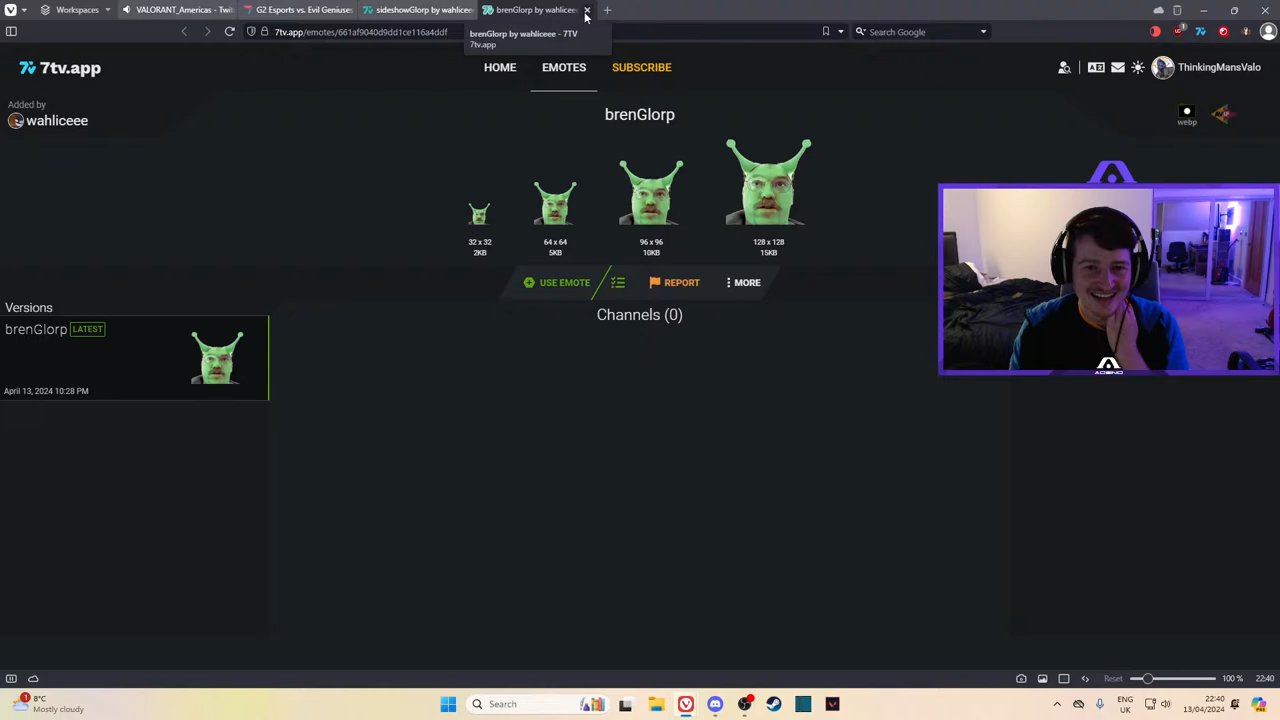 Workspaces
VALORANT_Americas - Twi
G2 Esports vs. Evil Geniuses
sideshowGlorp by wahliceee
brenGlorp by wahliceee
7tv.app/emotes/661af9040d9dd1ce116a4ddf
brenGlorp by wahliceee - 7TV
7tv.app
Search Google
7tv.app
HOME
EMOTES
SUBSCRIBE
ThinkingMansValo
Added by
wahliceee
brenGlorp
webp
32 x 32
2KB
64 x 64
5KB
96 x 96
10KB
128 x 128
15KB
USE EMOTE
REPORT
MORE
Versions
brenGlorp LATEST
April 13, 2024 10:28 PM
Channels (0)
Reset
100 %
22:40
1
8°C
Mostly cloudy
Search
ENG
UK
22:40
13/04/2024